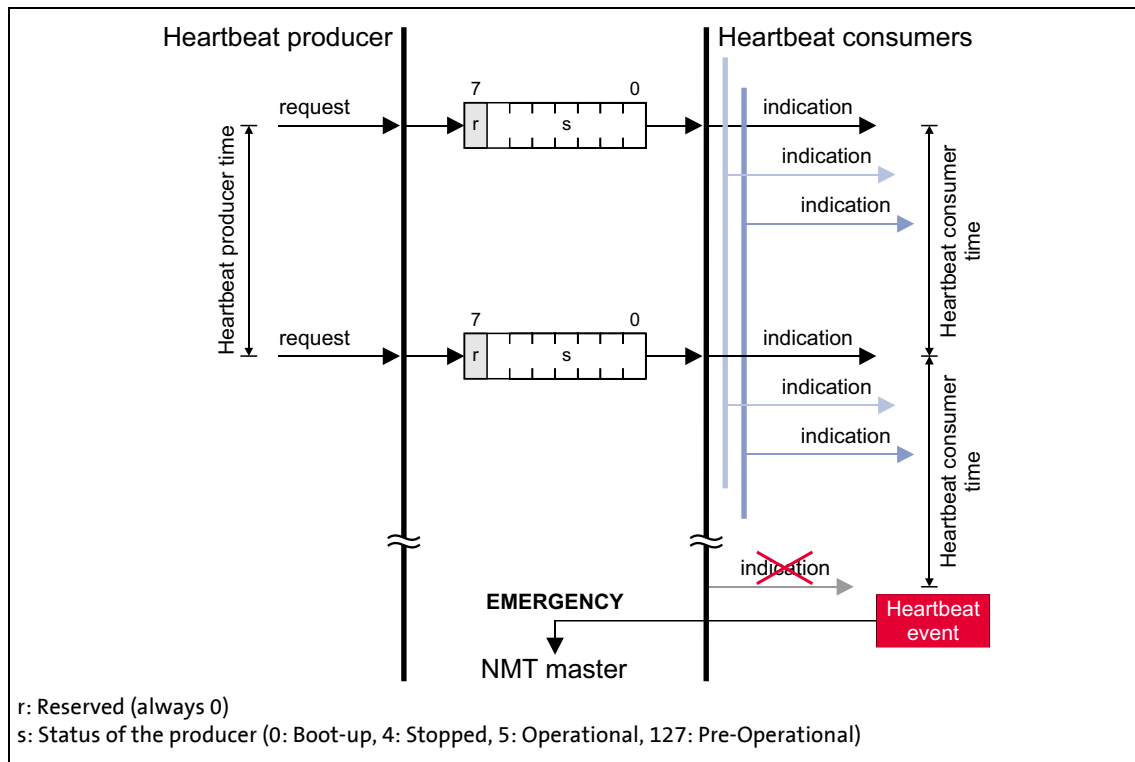 Heartbeat producer
Heartbeat consumers
7 0
request
r s
indication
indication
indication
Heartbeat producer time
Heartbeat consumer
time
7 0
request
r s
indication
indication
indication
Heartbeat consumer
time
indication
EMERGENCY
Heartbeat
event
NMT master
r: Reserved (always 0)
s: Status of the producer (0: Boot-up, 4: Stopped, 5: Operational, 127: Pre-Operational)